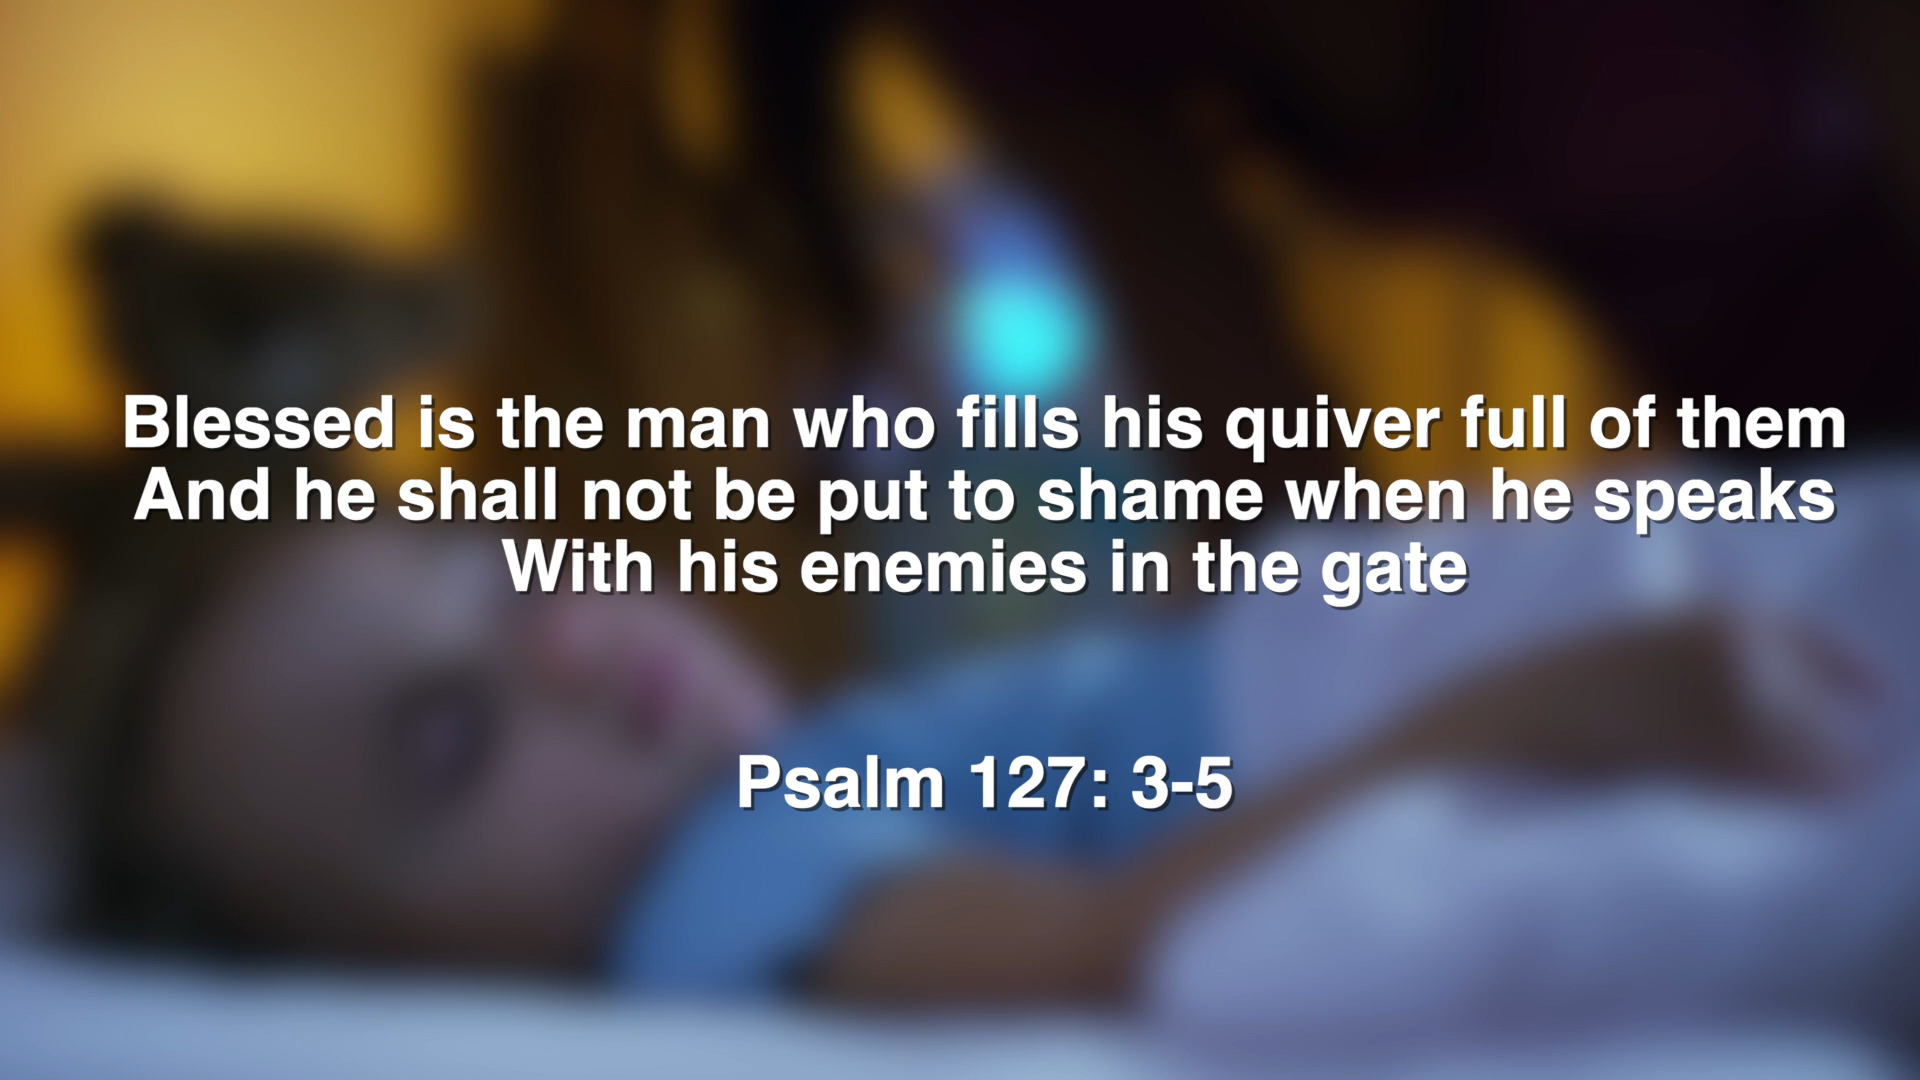 Blessed is the man who fills his quiver full of them
And he shall not be put to shame when he speaks
With his enemies in the gate
Psalm 127: 3-5